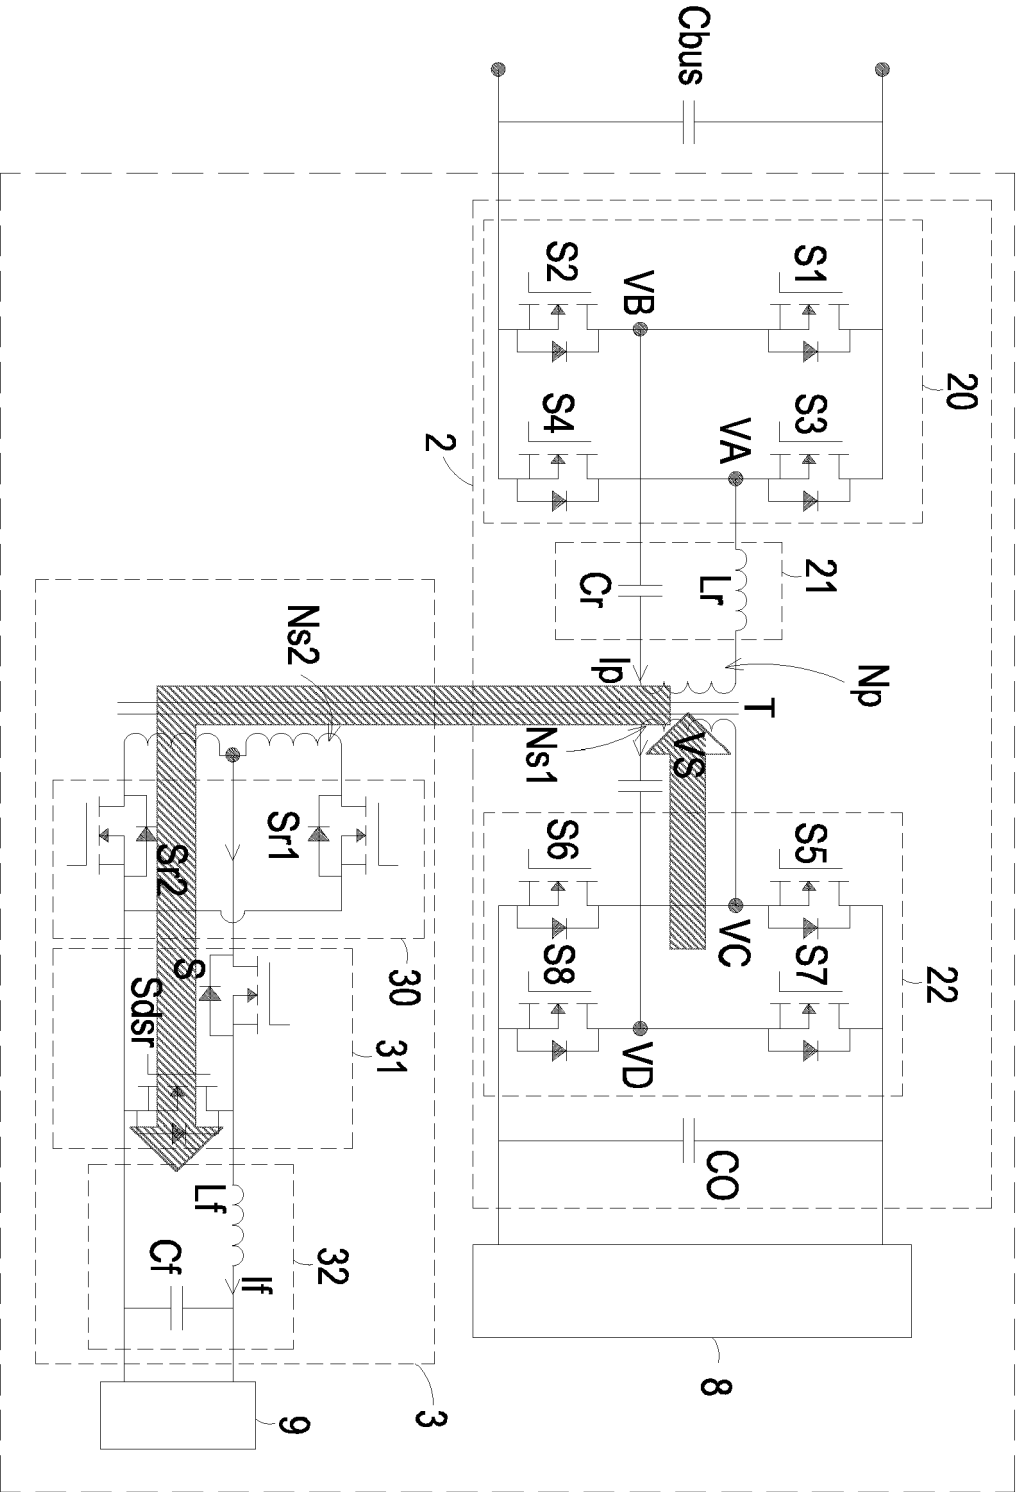 Cbus
20
S1
S3
S2
S4
VB
VA
2
21
Lr
Cr
Np
Ip
T
Ns1
VS
Ns2
22
S5
S7
S6
S8
VC
VD
CO
8
Sr1
Sr2
30
S
Sdsr
31
Lf
Cf
If
32
3
9